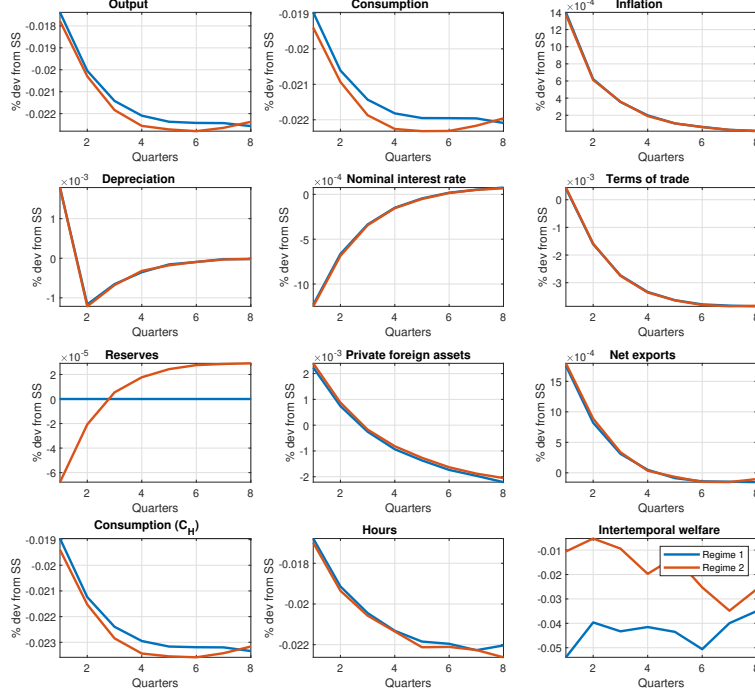 Output
% dev from SS
-0.018
-0.019
-0.02
-0.021
-0.022
2 4 6 8
Quarters
Consumption
% dev from SS
-0.019
-0.02
-0.021
-0.022
2 4 6 8
Quarters
Inflation
×10⁻⁴
% dev from SS
14
12
10
8
6
4
2
2 4 6 8
Quarters
Depreciation
×10⁻³
% dev from SS
1
0
-1
2 4 6 8
Quarters
Nominal interest rate
×10⁻⁴
% dev from SS
0
-5
-10
2 4 6 8
Quarters
Terms of trade
×10⁻³
% dev from SS
0
-1
-2
-3
2 4 6 8
Quarters
Reserves
×10⁻⁵
% dev from SS
2
0
-2
-4
-6
2 4 6 8
Quarters
Private foreign assets
×10⁻³
% dev from SS
2
1
0
-1
-2
2 4 6 8
Quarters
Net exports
×10⁻⁴
% dev from SS
15
10
5
0
2 4 6 8
Quarters
Consumption (C_H)
% dev from SS
-0.019
-0.02
-0.021
-0.022
-0.023
2 4 6 8
Quarters
Hours
% dev from SS
-0.018
-0.02
-0.022
2 4 6 8
Quarters
Intertemporal welfare
% dev from SS
-0.01
-0.02
-0.03
-0.04
-0.05
2 4 6 8
Quarters
Regime 1
Regime 2